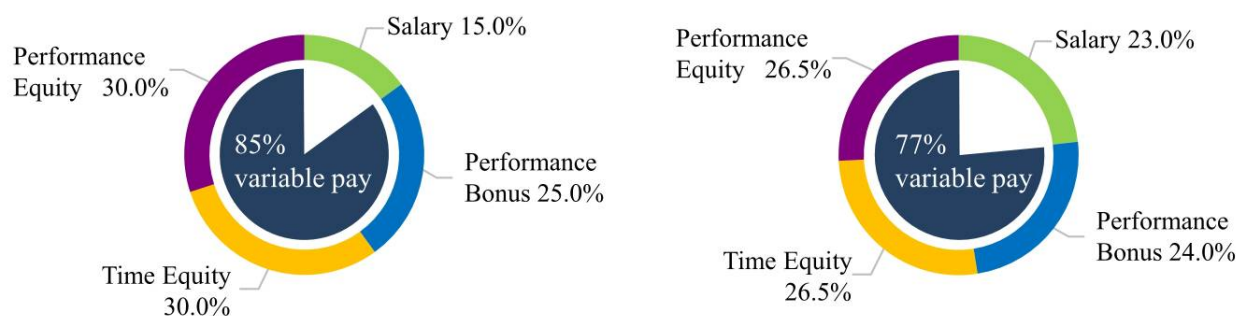 Salary 15.0%
Performance
Equity 30.0%
85%
variable pay
Performance
Bonus 25.0%
Time Equity
30.0%
Salary 23.0%
Performance
Equity 26.5%
77%
variable pay
Performance
Bonus 24.0%
Time Equity
26.5%